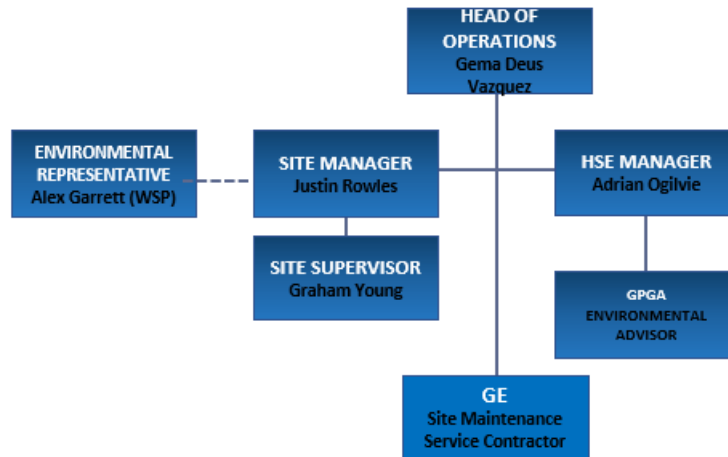 HEAD OF
OPERATIONS
Gema Deus
Vazquez
ENVIRONMENTAL
REPRESENTATIVE
Alex Garrett (WSP)
SITE MANAGER
Justin Rowles
HSE MANAGER
Adrian Ogilvie
SITE SUPERVISOR
Graham Young
GPGA
ENVIRONMENTAL
ADVISOR
GE
Site Maintenance
Service Contractor